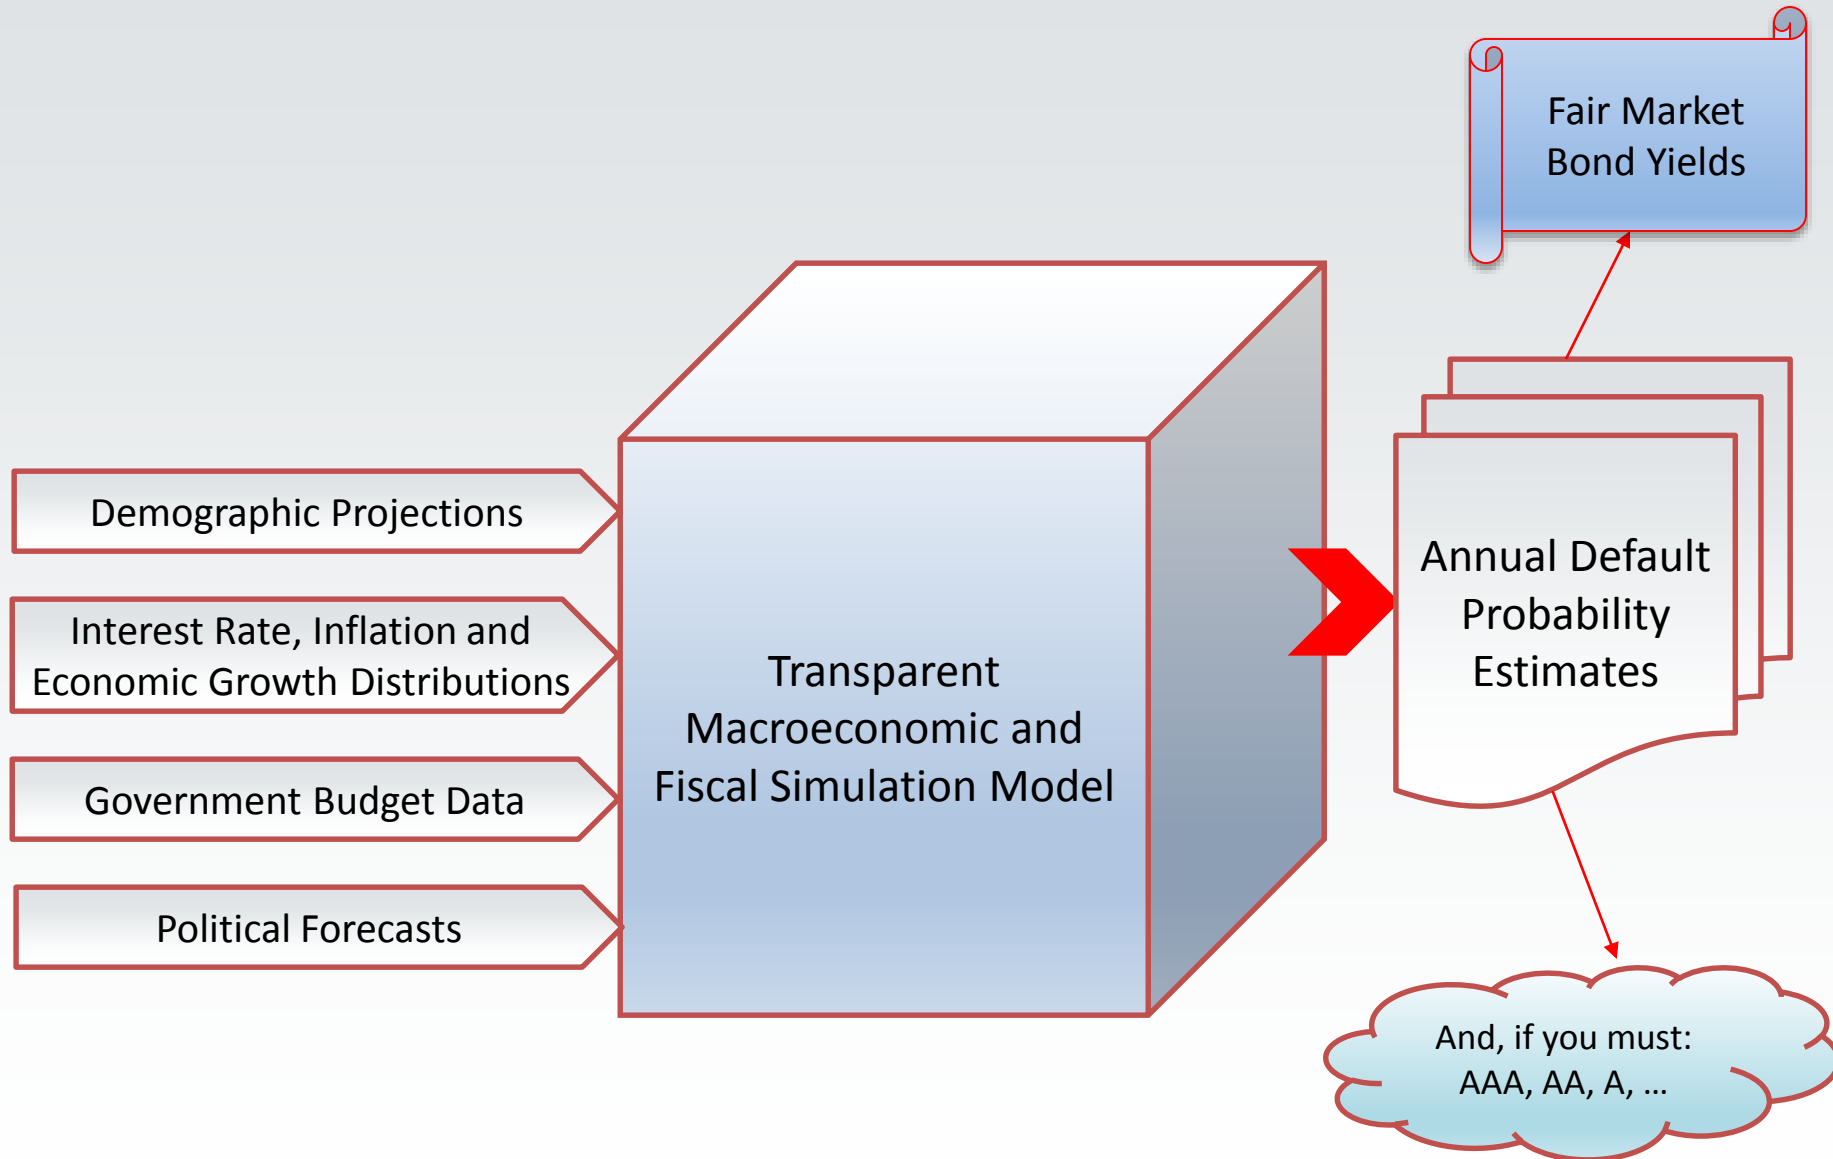 Fair Market
Bond Yields
Demographic Projections
Interest Rate, Inflation and
Economic Growth Distributions
Government Budget Data
Political Forecasts
Transparent
Macroeconomic and
Fiscal Simulation Model
Annual Default
Probability
Estimates
And, if you must:
AAA, AA, A, ...